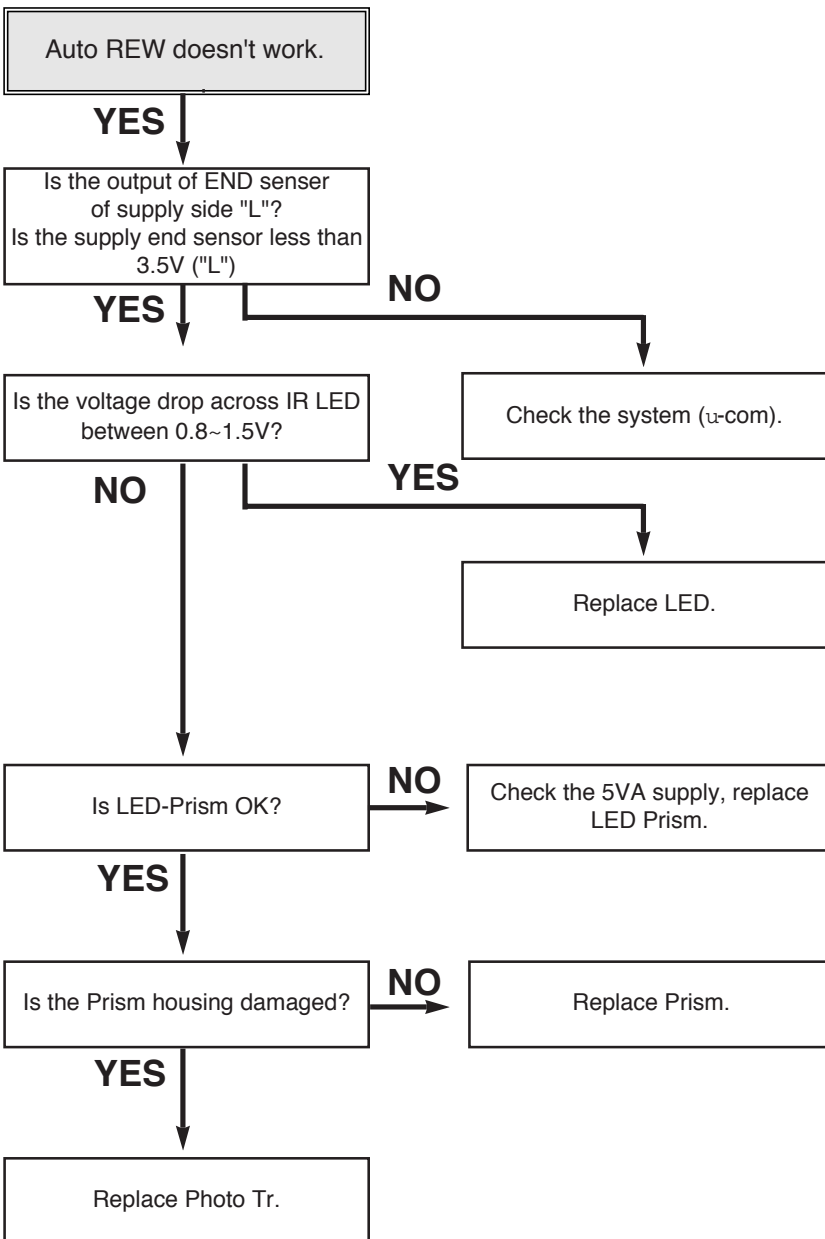 Auto REW doesn't work.
YES
Is the output of END senser
of supply side "L"?
Is the supply end sensor less than
3.5V ("L")
YES
NO
Is the voltage drop across IR LED
between 0.8~1.5V?
Check the system (u-com).
NO
YES
Replace LED.
Is LED-Prism OK?
NO
Check the 5VA supply, replace
LED Prism.
YES
Is the Prism housing damaged?
NO
Replace Prism.
YES
Replace Photo Tr.